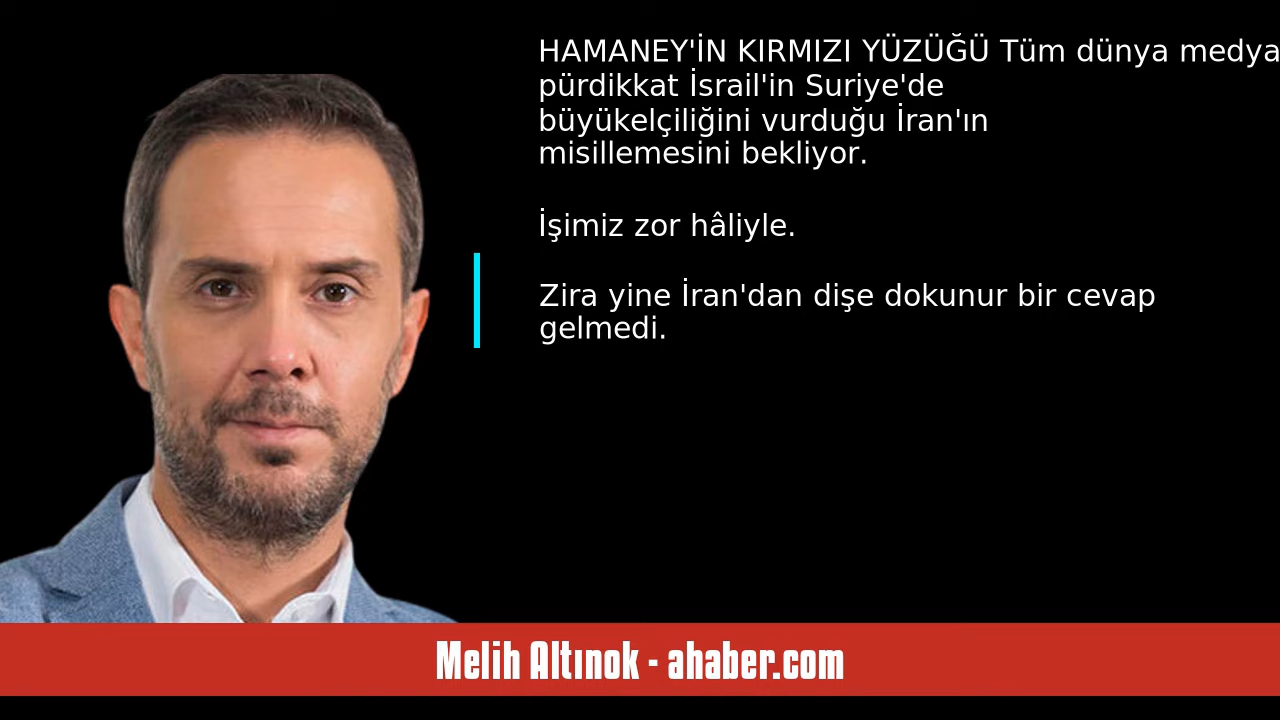 HAMANEY'İN KIRMIZI YÜZÜĞÜ Tüm dünya medya
pürdikkat İsrail'in Suriye'de
büyükelçiliğini vurduğu İran'ın
misillemesini bekliyor.
İşimiz zor hâliyle.
Zira yine İran'dan dişe dokunur bir cevap
gelmedi.
Melih Altınok - ahaber.com